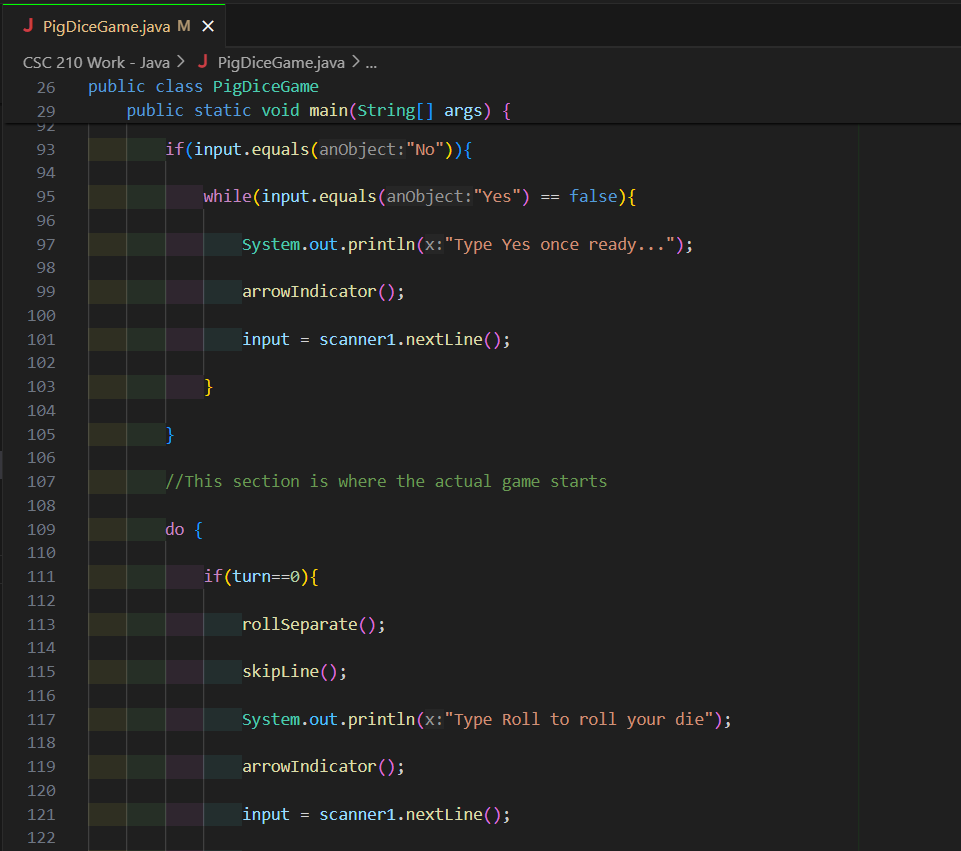 J PigDiceGame.java M ×
CSC 210 Work - Java > J PigDiceGame.java > ...
26 public class PigDiceGame
29 public static void main(String[] args) {
92
93 if(input.equals(anObject:"No")){
94
95 while(input.equals(anObject:"Yes") == false){
96
97 System.out.println(x:"Type Yes once ready...");
98
99 arrowIndicator();
100
101 input = scanner1.nextLine();
102
103 }
104
105 }
106
107 //This section is where the actual game starts
108
109 do {
110
111 if(turn==0){
112
113 rollSeparate();
114
115 skipLine();
116
117 System.out.println(x:"Type Roll to roll your die");
118
119 arrowIndicator();
120
121 input = scanner1.nextLine();
122